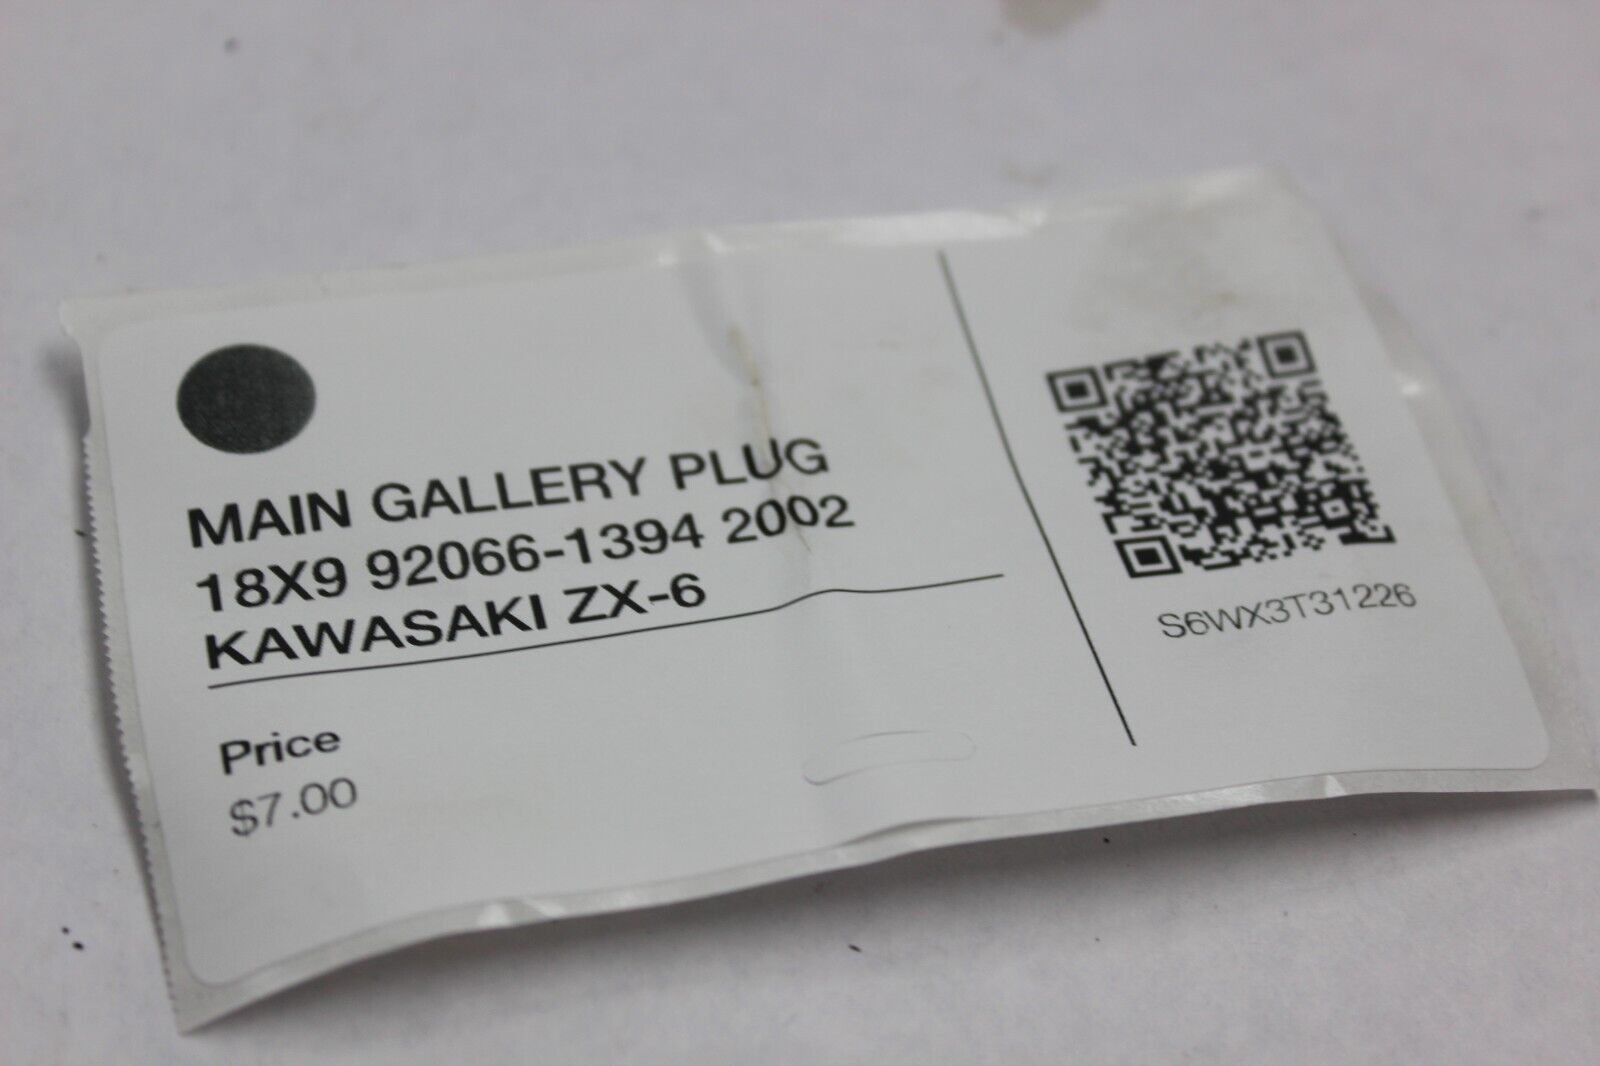 MAIN GALLERY PLUG
18X9 92066-1394 2002
KAWASAKI ZX-6
Price
$7.00
S6WX3T31226